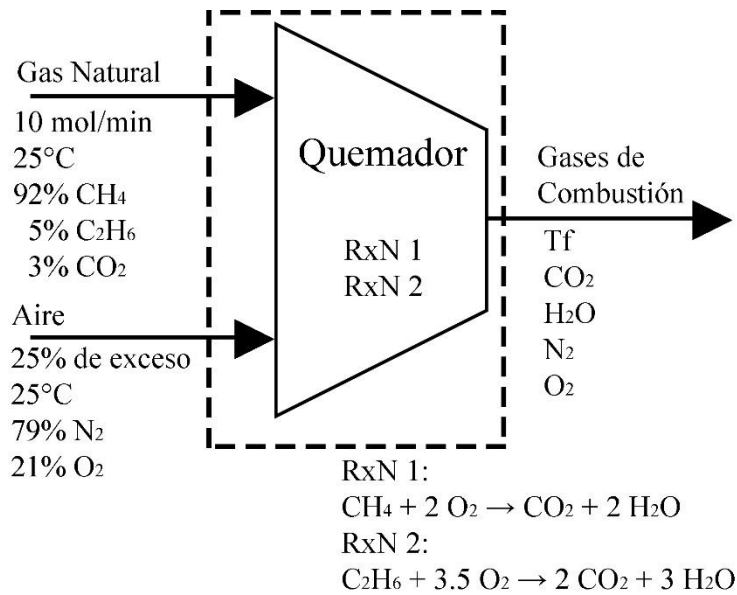 Gas Natural
10 mol/min
25°C
92% CH₄
5% C₂H₆
3% CO₂
Aire
25% de exceso
25°C
79% N₂
21% O₂
Quemador
RxN 1
RxN 2
Gases de
Combustión
Tf
CO₂
H₂O
N₂
O₂
RxN 1:
CH₄ + 2 O₂ → CO₂ + 2 H₂O
RxN 2:
C₂H₆ + 3.5 O₂ → 2 CO₂ + 3 H₂O